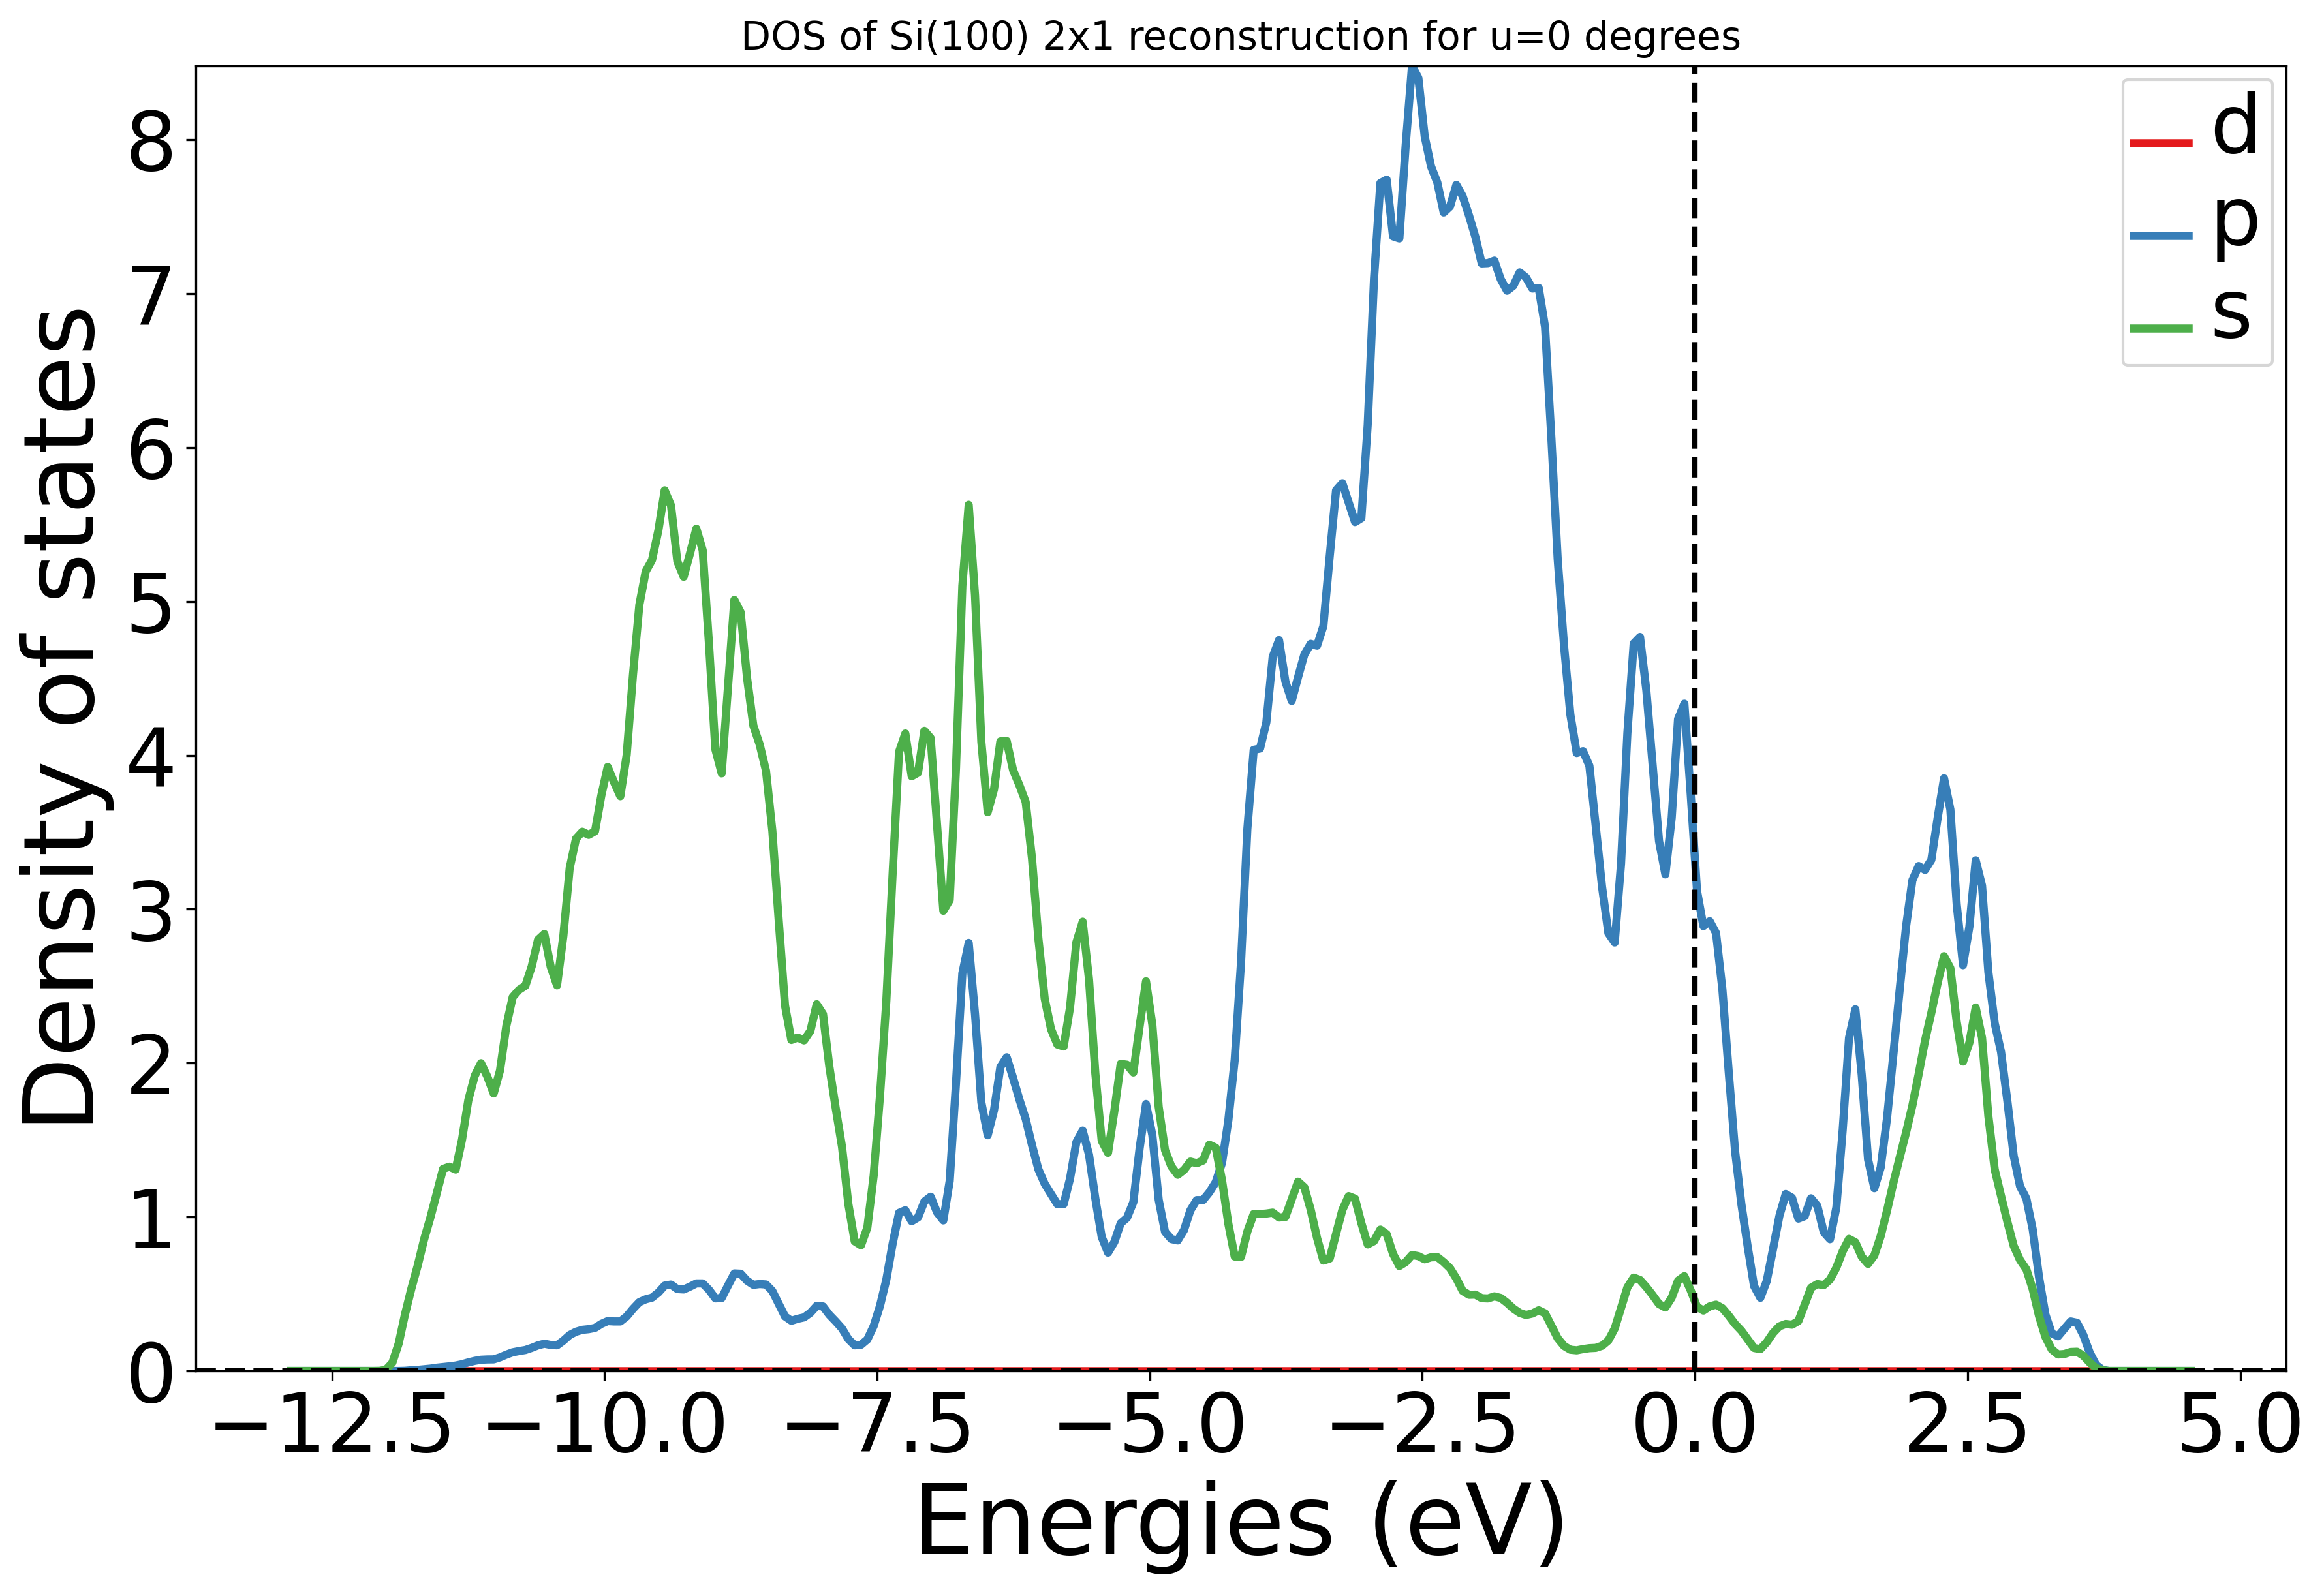 DOS of Si(100) 2x1 reconstruction for u=0 degrees
d
p
s
Density of states
8
7
6
5
4
3
2
1
0
−12.5 −10.0 −7.5 −5.0 −2.5 0.0 2.5 5.0
Energies (eV)